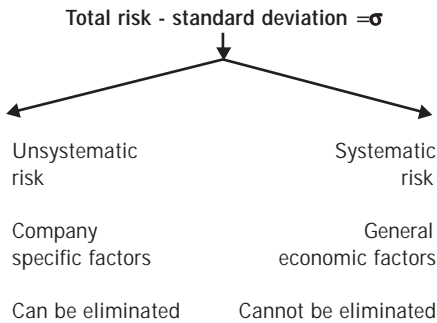 Total risk - standard deviation =σ
Unsystematic
risk
Systematic
risk
Company
specific factors
General
economic factors
Can be eliminated
Cannot be eliminated